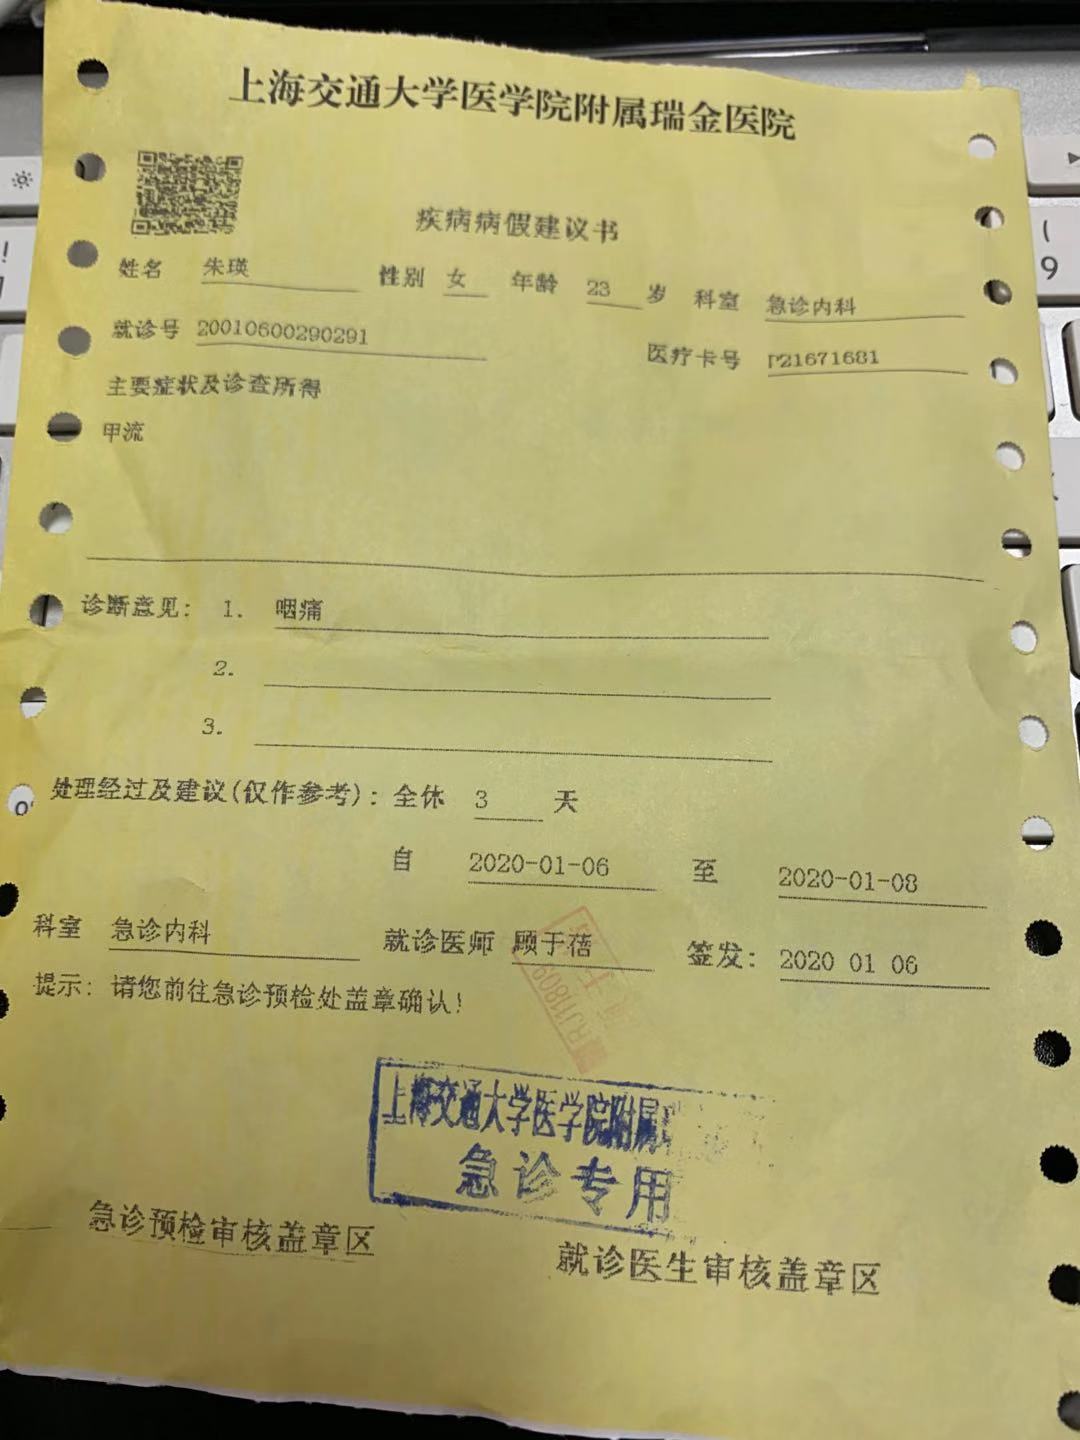 上海交通大学医学院附属瑞金医院
疾病病假建议书
姓名 朱瑛 性别 女 年龄 23 岁 科室 急诊内科
就诊号 20010600290291 医疗卡号 P21671681
主要症状及诊查所得
甲流
诊断意见: 1. 咽痛
2.
3.
处理经过及建议(仅作参考): 全休 3 天
自 2020-01-06 至 2020-01-08
科室 急诊内科 就诊医师 顾于蓓 签发: 2020 01 06
提示: 请您前往急诊预检处盖章确认!
RJ1809
上海交通大学医学院附属
急诊专用
急诊预检审核盖章区
就诊医生审核盖章区